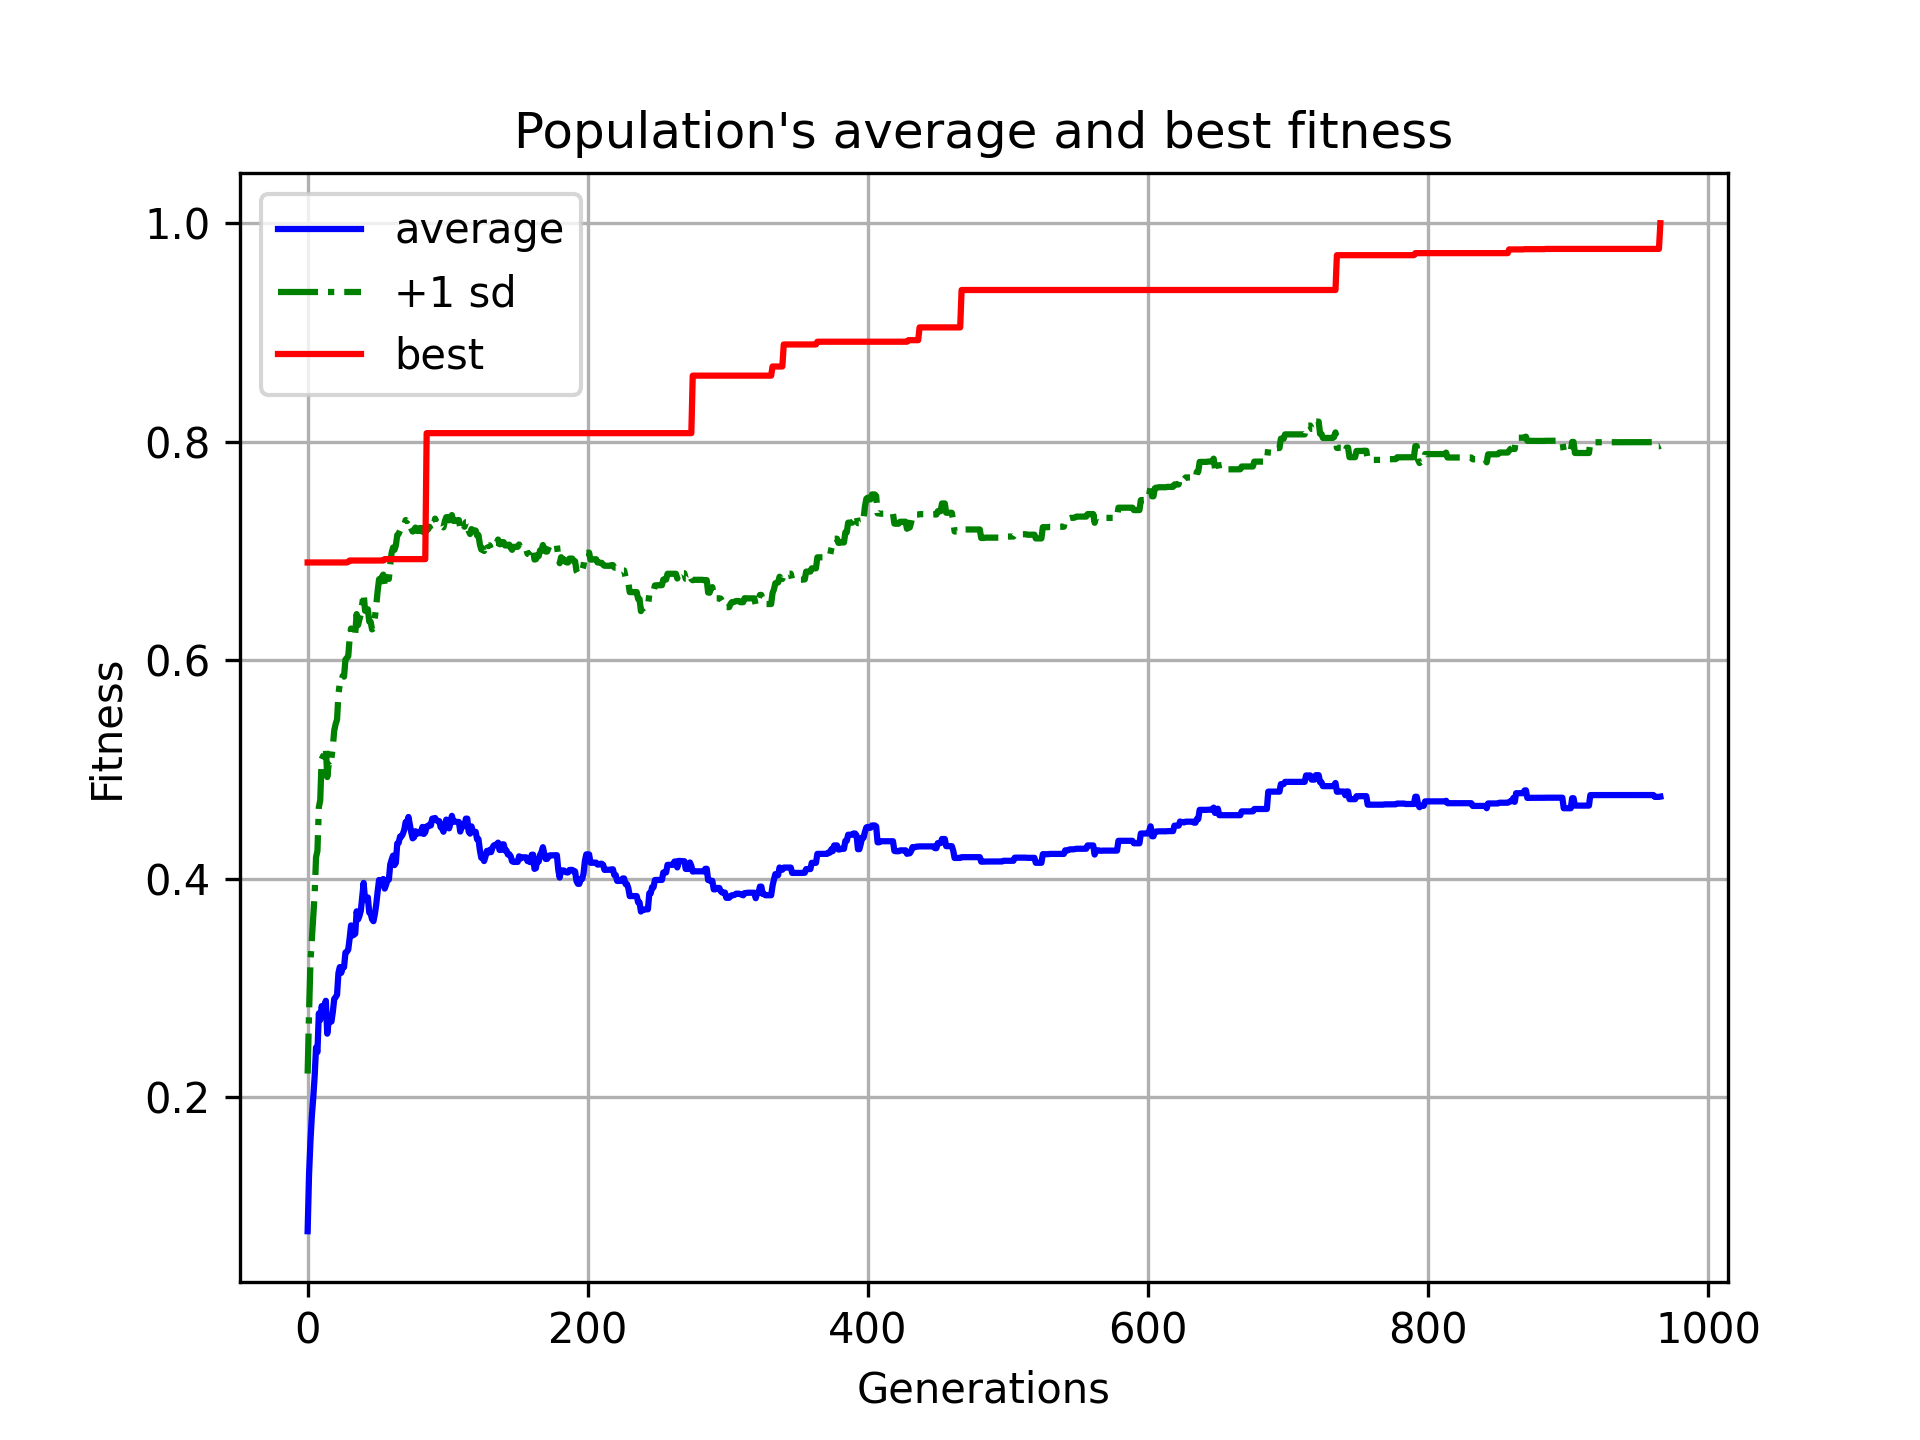 Population's average and best fitness
average
+1 sd
best
1.0
0.8
0.6
0.4
0.2
Fitness
0 200 400 600 800 1000
Generations